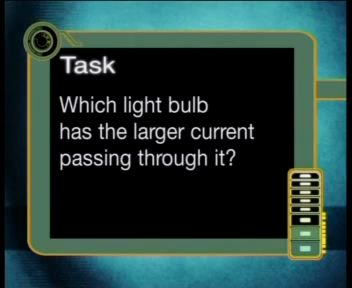 Task
Which light bulb
has the larger current
passing through it?